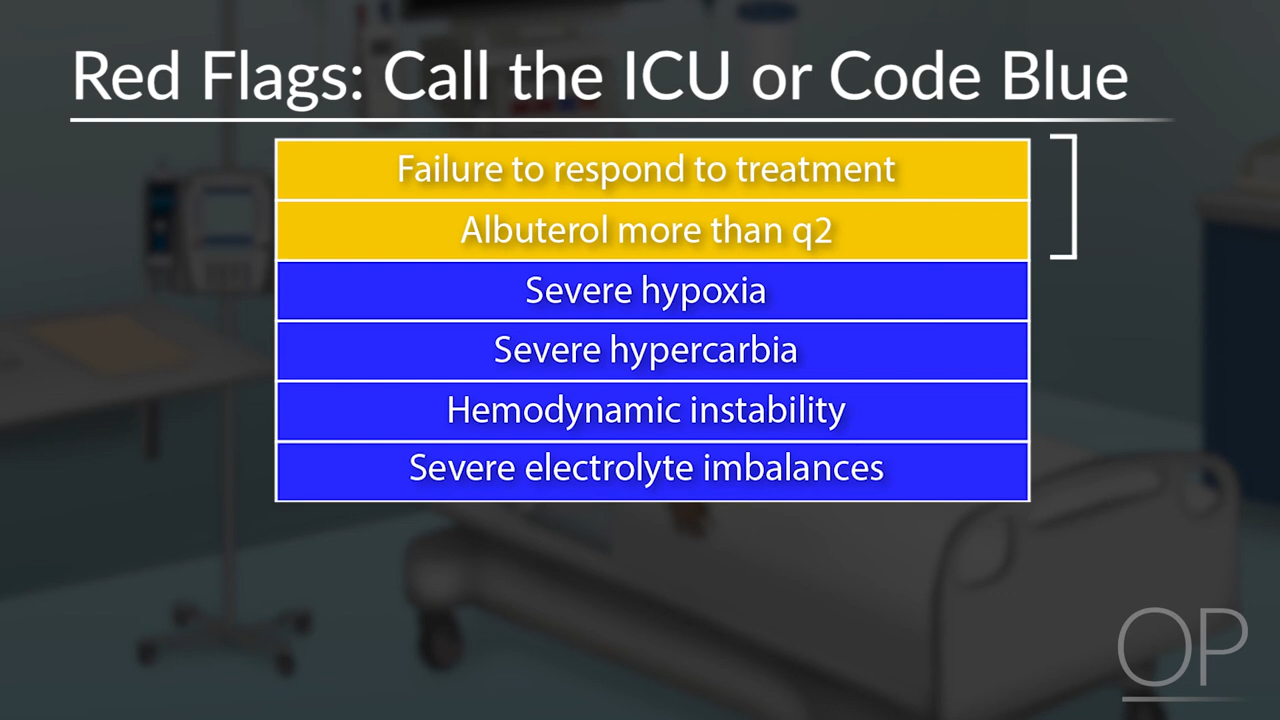 Red Flags: Call the ICU or Code Blue
Failure to respond to treatment
Albuterol more than q2
Severe hypoxia
Severe hypercarbia
Hemodynamic instability
Severe electrolyte imbalances
OP